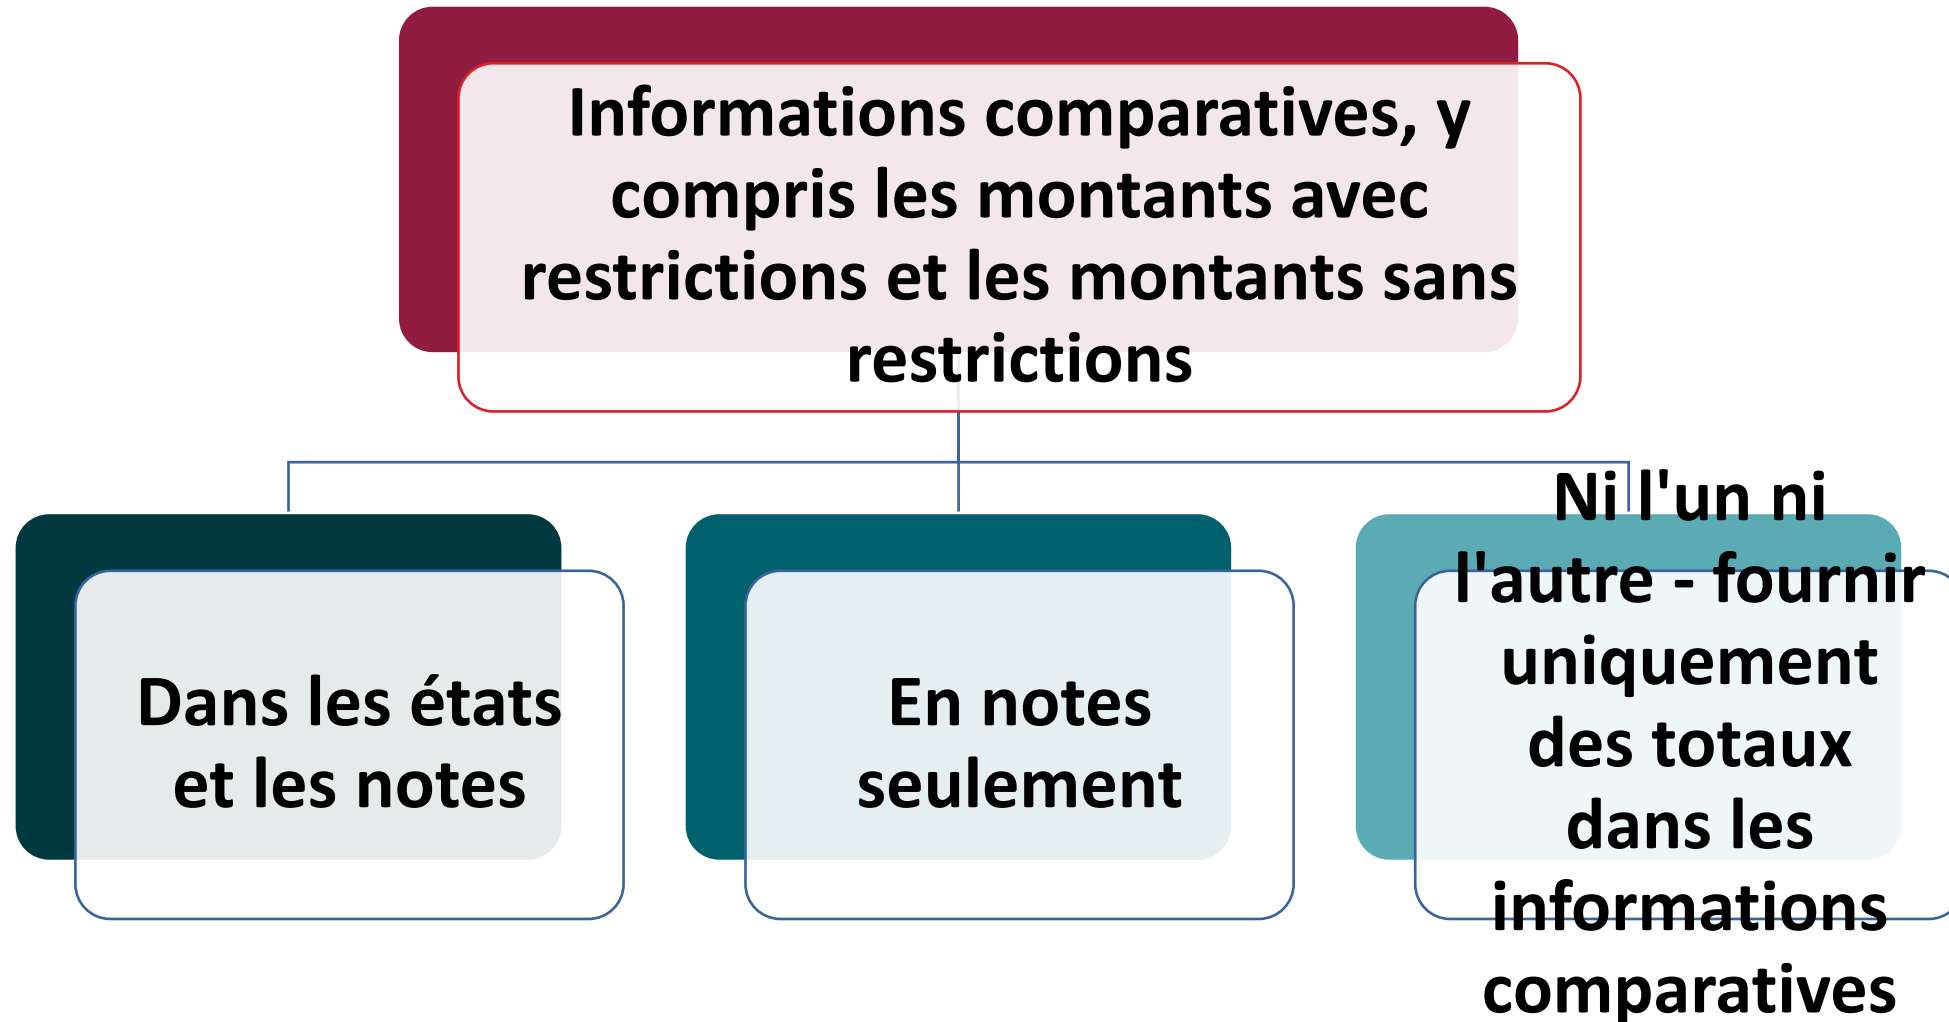 Informations comparatives, y
compris les montants avec
restrictions et les montants sans
restrictions
Dans les états
et les notes
En notes
seulement
Ni l'un ni
l'autre - fournir
uniquement
des totaux
dans les
informations
comparatives